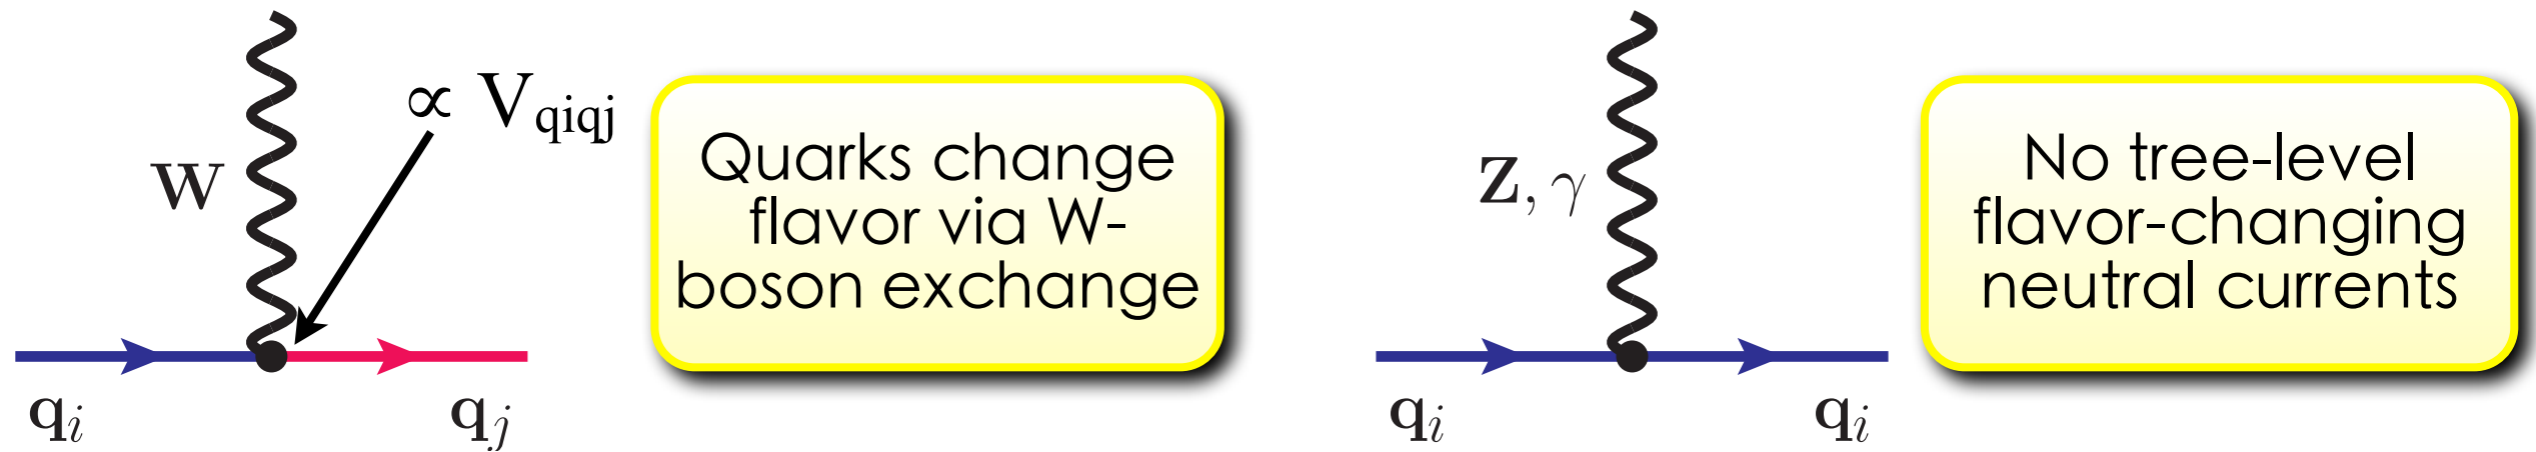 ∝ V_qiqj
W
q_i
q_j
Quarks change
flavor via W-
boson exchange
Z, γ
q_i
q_i
No tree-level
flavor-changing
neutral currents